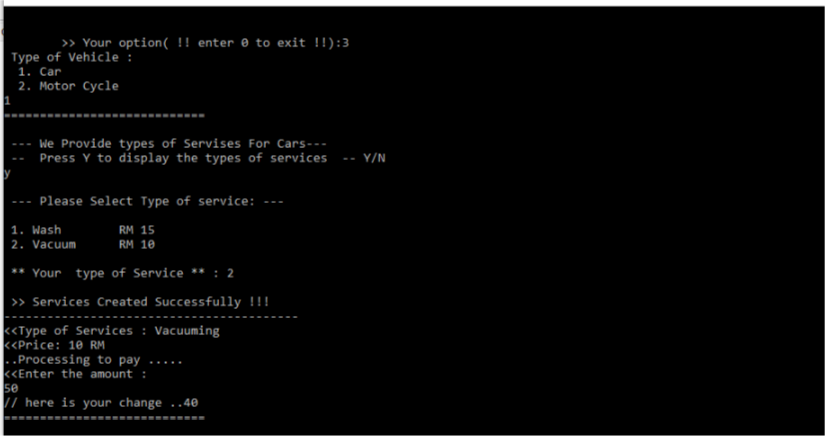 >> Your option( !! enter 0 to exit !!):3
Type of Vehicle :
1. Car
2. Motor Cycle
1
============================
--- We Provide types of Servises For Cars---
--  Press Y to display the types of services  -- Y/N
y
--- Please Select Type of service: ---
1. Wash        RM 15
2. Vacuum      RM 10
** Your  type of Service ** : 2
>> Services Created Successfully !!!
-----------------------------------------
<<Type of Services : Vacuuming
<<Price: 10 RM
..Processing to pay .....
<<Enter the amount :
50
// here is your change ..40
============================